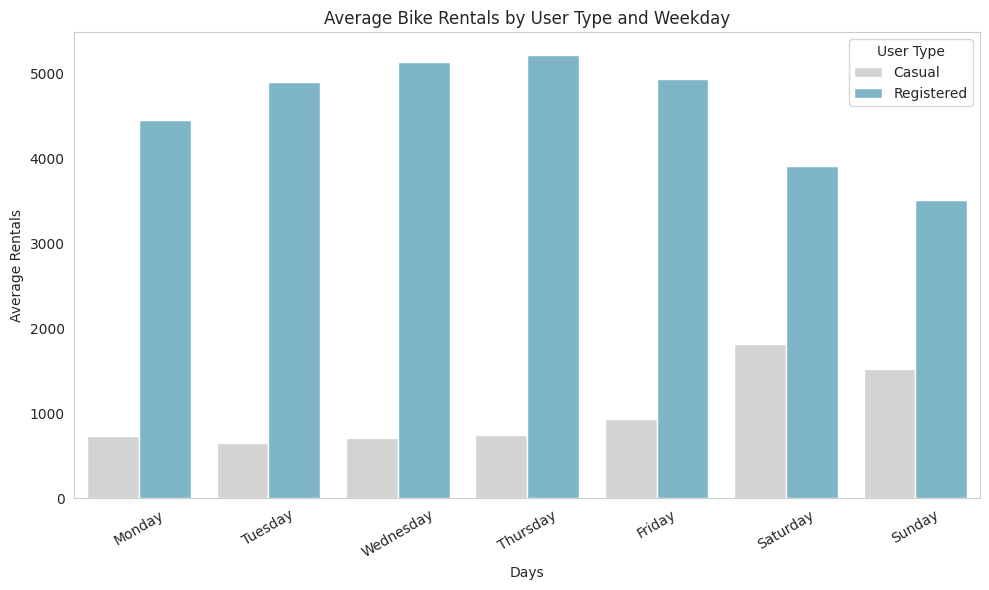 Average Bike Rentals by User Type and Weekday
User Type
Casual
Registered
Average Rentals
5000
4000
3000
2000
1000
0
Monday
Tuesday
Wednesday
Thursday
Friday
Saturday
Sunday
Days